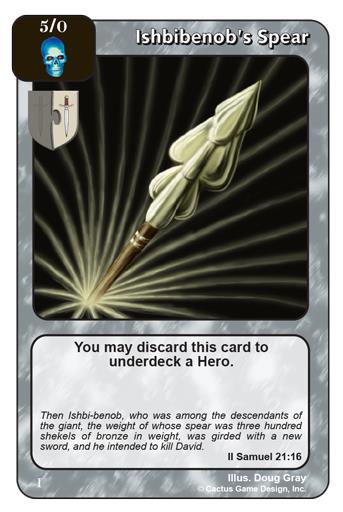 5/0
Ishbibenob's Spear
You may discard this card to
underdeck a Hero.
Then Ishbi-benob, who was among the descendants of
the giant, the weight of whose spear was three hundred
shekels of bronze in weight, was girded with a new
sword, and he intended to kill David.
II Samuel 21:16
I
Illus. Doug Gray
© Cactus Game Design, Inc.